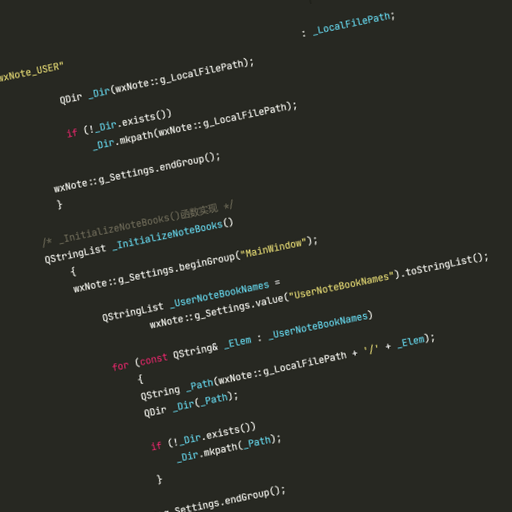 wxNote_USER"
: _LocalFilePath;
QDir _Dir(wxNote::g_LocalFilePath);
if (!_Dir.exists())
_Dir.mkpath(wxNote::g_LocalFilePath);
wxNote::g_Settings.endGroup();
}
/* _InitializeNoteBooks()函数实现 */
QStringList _InitializeNoteBooks()
{
wxNote::g_Settings.beginGroup("MainWindow");
QStringList _UserNoteBookNames =
wxNote::g_Settings.value("UserNoteBookNames").toStringList();
for (const QString& _Elem : _UserNoteBookNames)
{
QString _Path(wxNote::g_LocalFilePath + '/' + _Elem);
QDir _Dir(_Path);
if (!_Dir.exists())
_Dir.mkpath(_Path);
}
g_Settings.endGroup();